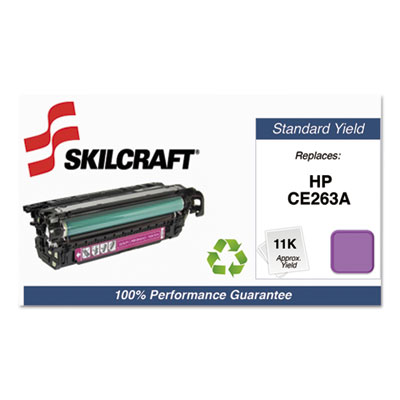 SKILCRAFT®
Standard Yield
Replaces:
HP
CE263A
11K
Approx.
Yield
100% Performance Guarantee